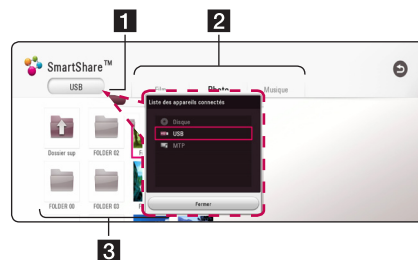 1
2
SmartShare™
USB
Film
Photo
Musique
Liste des appareils connectés
Disque
USB
MTP
Dossier sup
FOLDER 02
FOLDER 00
FOLDER 03
Fermer
3